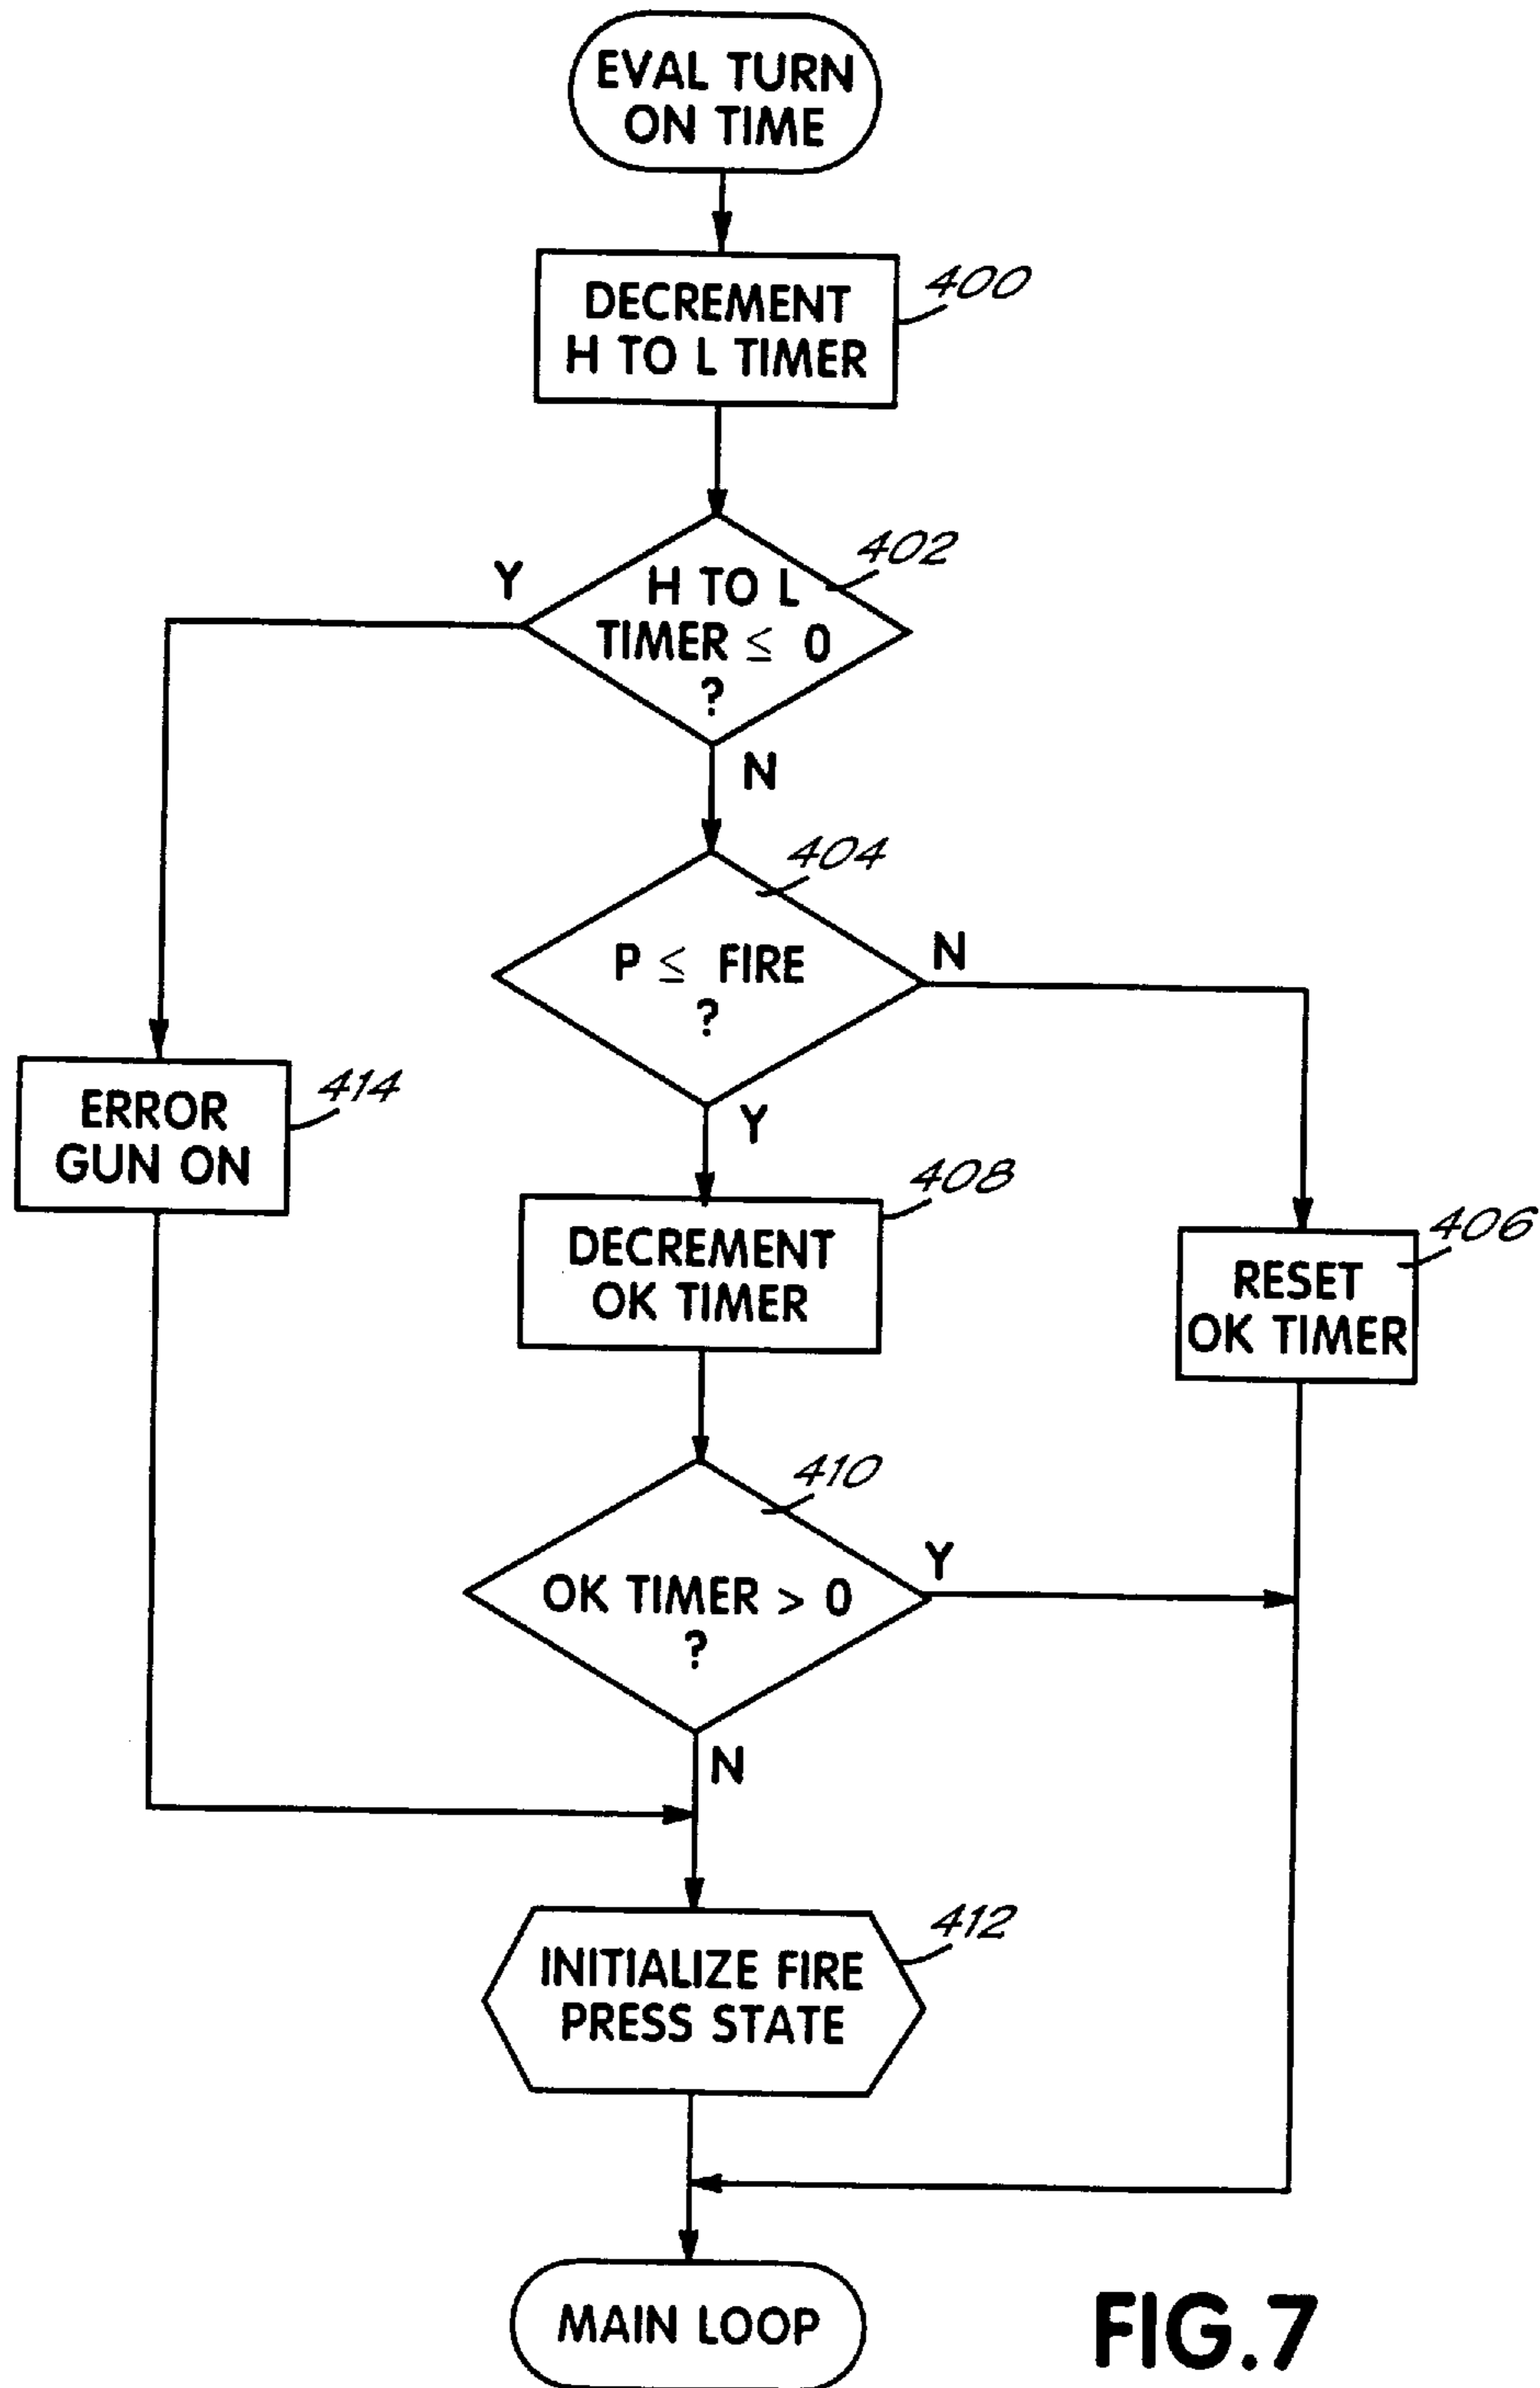 EVAL TURN
ON TIME
400
DECREMENT
H TO L TIMER
402
Y
H TO L
TIMER ≤ 0
?
N
404
P ≤ FIRE
?
N
Y
414
ERROR
GUN ON
408
DECREMENT
OK TIMER
406
RESET
OK TIMER
410
OK TIMER > 0
?
Y
N
412
INITIALIZE FIRE
PRESS STATE
MAIN LOOP
FIG.7